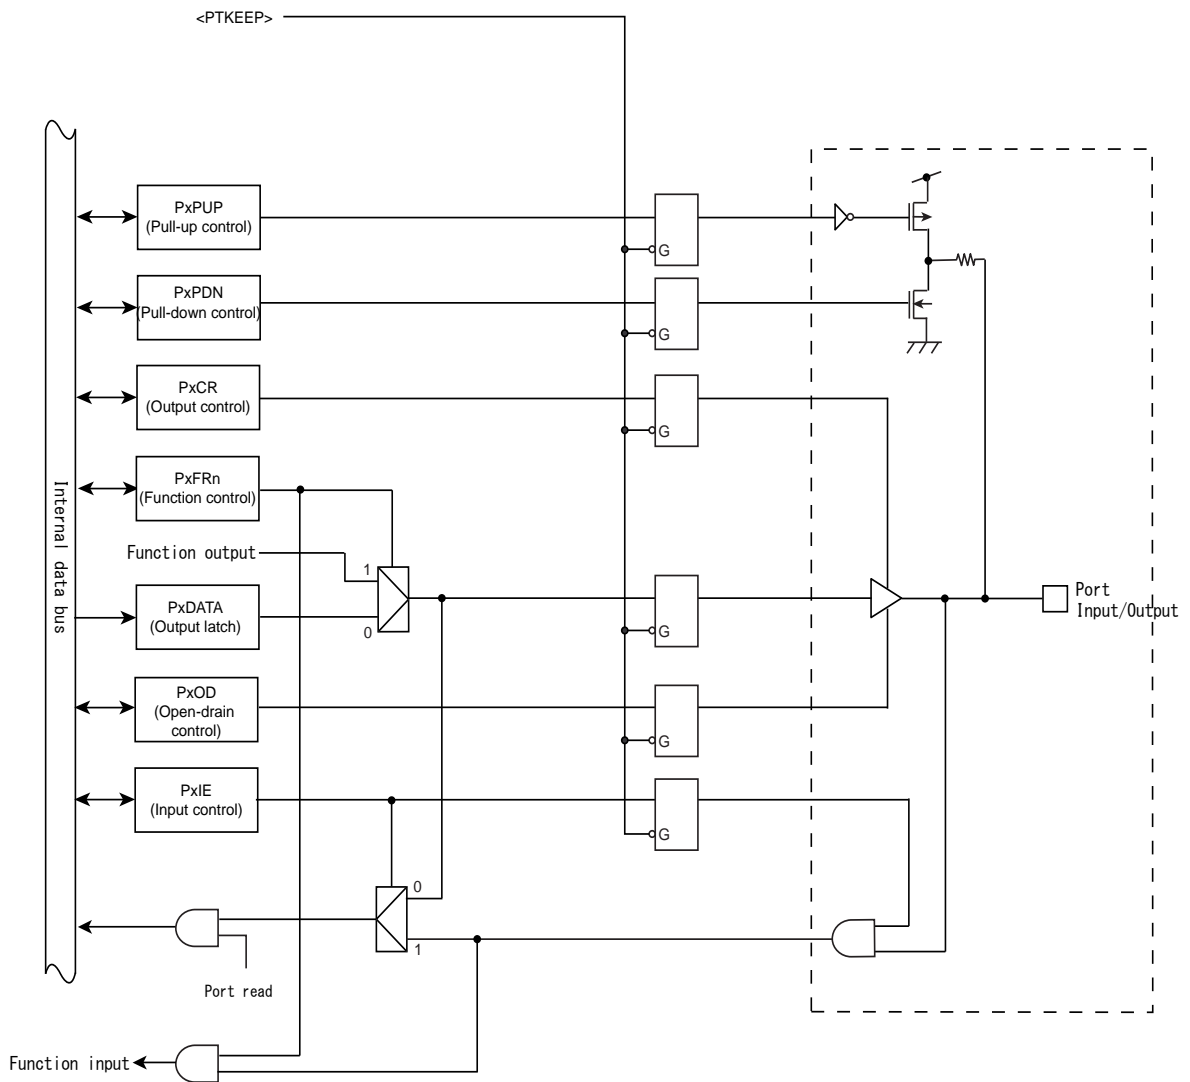 <PTKEEP>
PxPUP
(Pull-up control)
G
PxPDN
(Pull-down control)
G
PxCR
(Output control)
G
PxFRn
(Function control)
Internal data bus
Function output
1
PxDATA
(Output latch)
0
G
Port
Input/Output
PxOD
(Open-drain
control)
G
PxIE
(Input control)
G
0
1
Port read
Function input